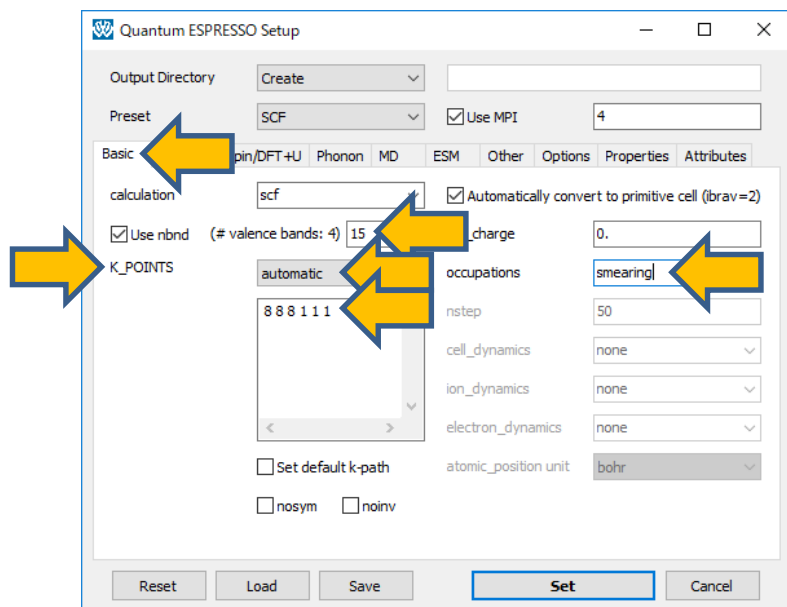 Quantum ESPRESSO Setup
Output Directory Create
Preset SCF Use MPI 4
Basic pin/DFT+U Phonon MD ESM Other Options Properties Attributes
calculation scf Automatically convert to primitive cell (ibrav=2)
Use nbnd (# valence bands: 4) 15 _charge 0.
K_POINTS automatic occupations smearing
8 8 8 1 1 1 nstep 50
cell_dynamics none
ion_dynamics none
electron_dynamics none
Set default k-path atomic_position unit bohr
nosym noinv
Reset Load Save Set Cancel